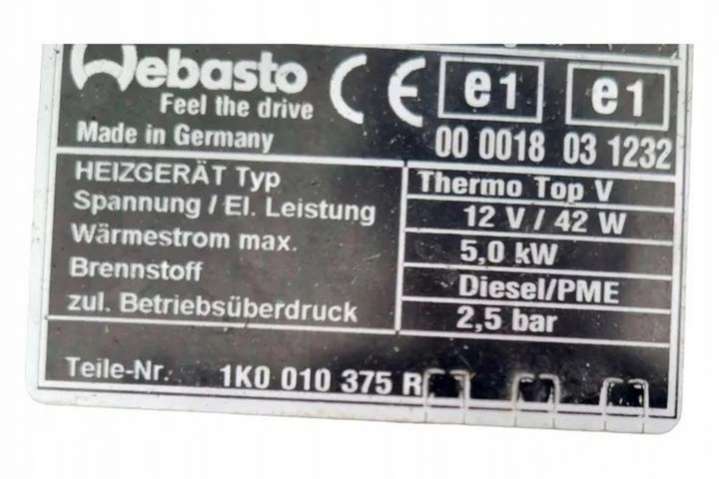 Webasto
Feel the drive
CE e1 e1
Made in Germany 00 0018 03 1232
HEIZGERÄT Typ Thermo Top V
Spannung / El. Leistung 12 V / 42 W
Wärmestrom max. 5,0 kW
Brennstoff Diesel/PME
zul. Betriebsüberdruck 2,5 bar
Teile-Nr. 1K0 010 375 R